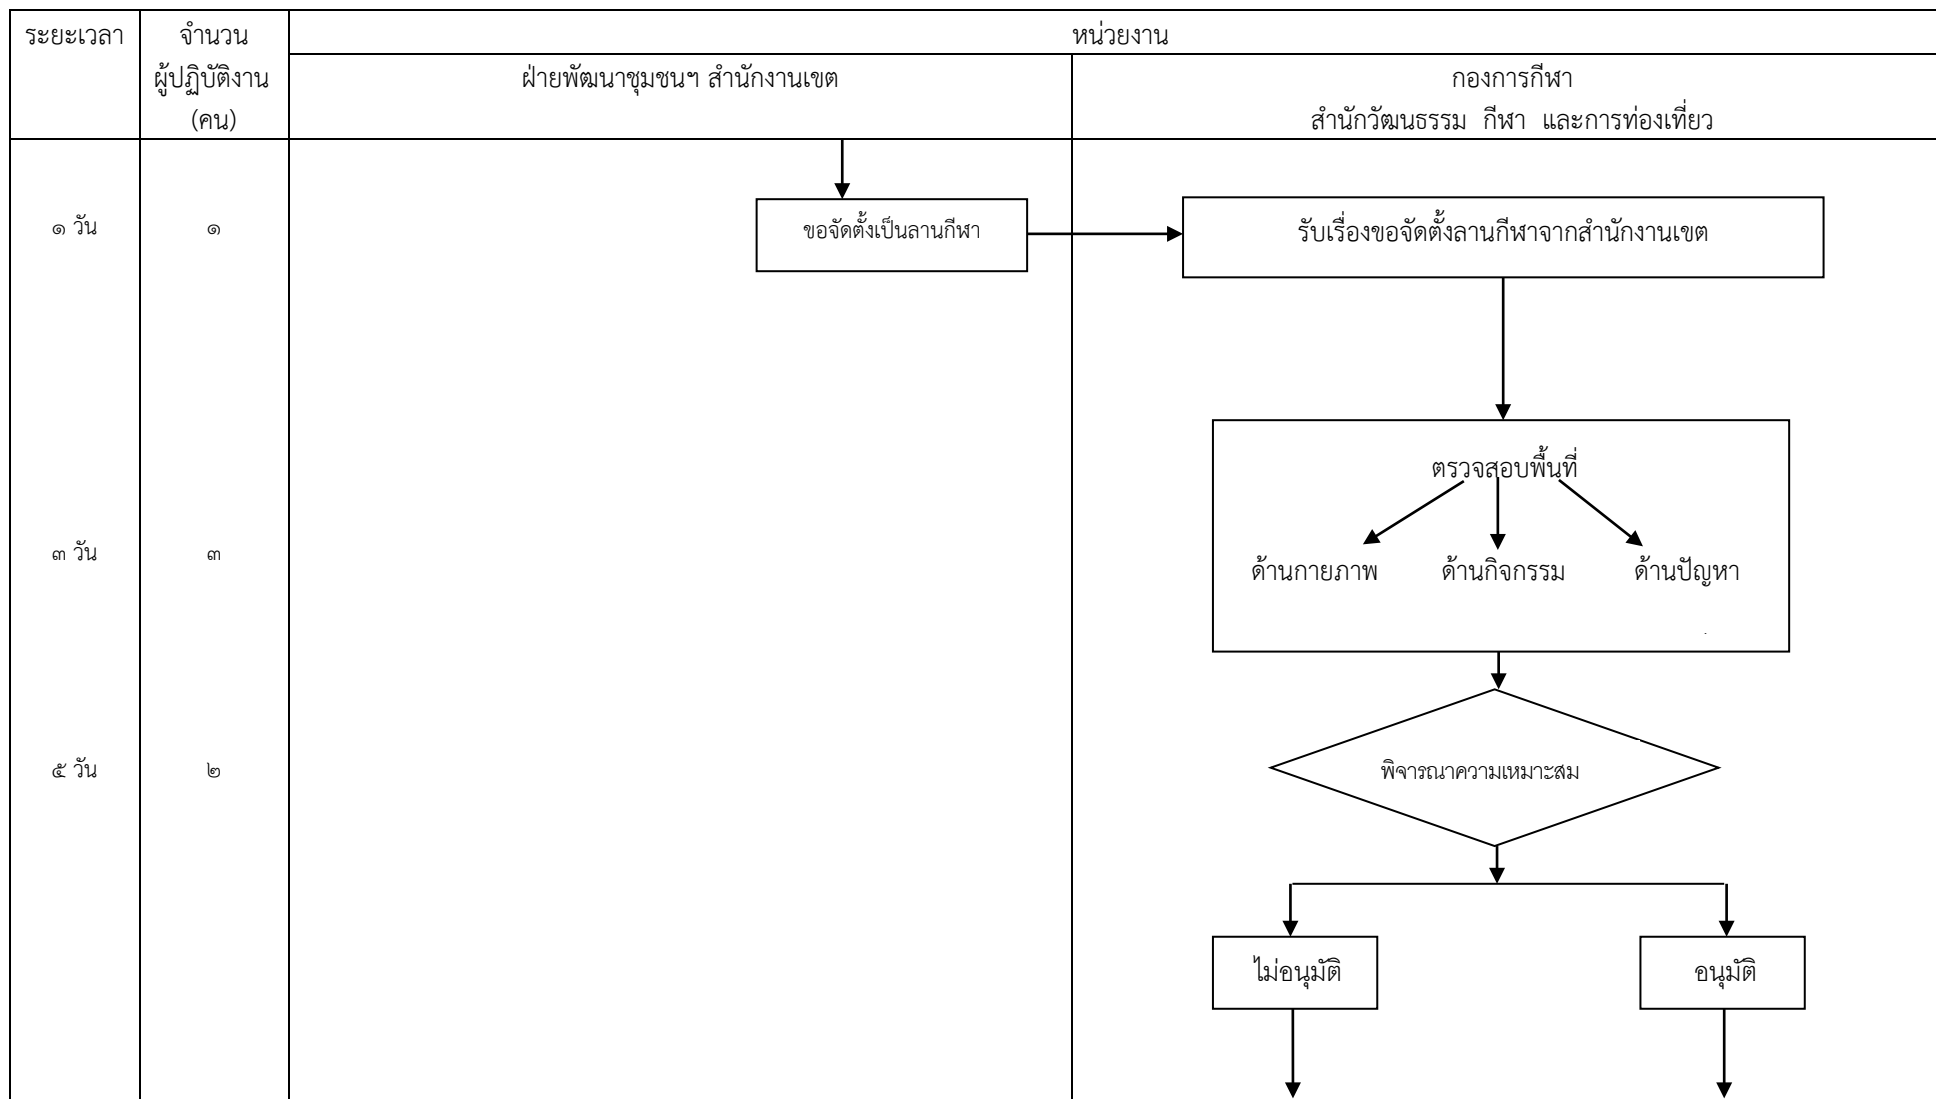 ระยะเวลา
จำนวน
ผู้ปฏิบัติงาน
(คน)
หน่วยงาน
ฝ่ายพัฒนาชุมชนฯ สำนักงานเขต
กองการกีฬา
สำนักวัฒนธรรม กีฬา และการท่องเที่ยว
๑ วัน
๑
ขอจัดตั้งเป็นลานกีฬา
รับเรื่องขอจัดตั้งลานกีฬาจากสำนักงานเขต
ตรวจสอบพื้นที่
๓ วัน
๓
ด้านกายภาพ
ด้านกิจกรรม
ด้านปัญหา
๕ วัน
๒
พิจารณาความเหมาะสม
ไม่อนุมัติ
อนุมัติ